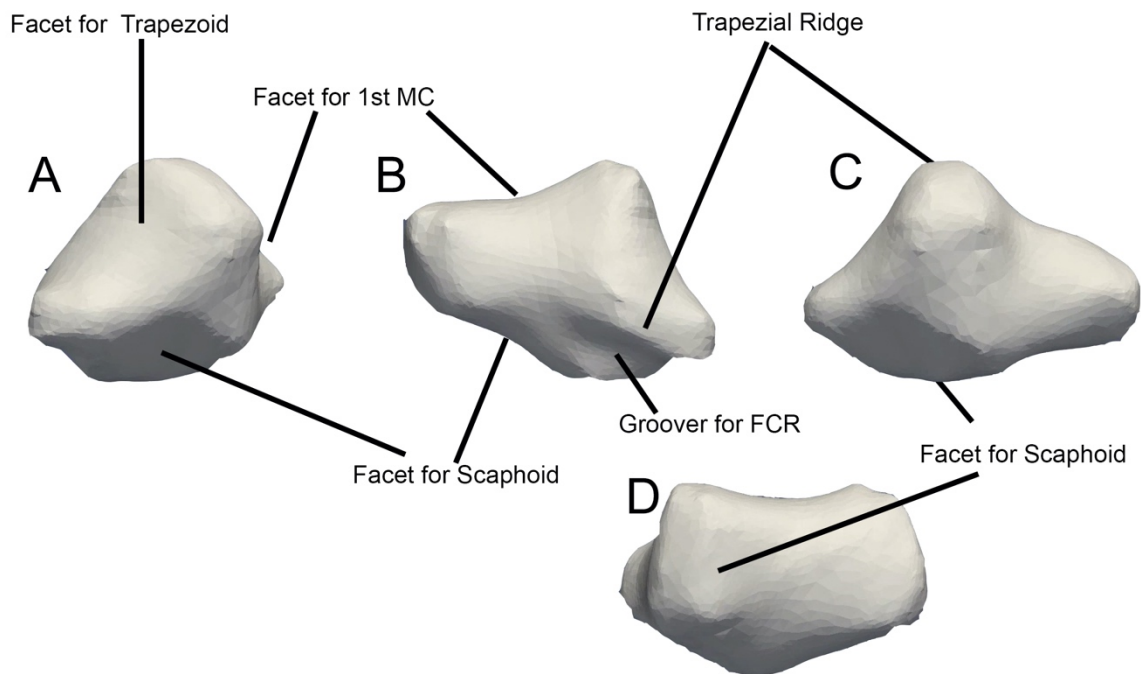 Facet for Trapezoid
Trapezial Ridge
Facet for 1st MC
A
B
C
Groover for FCR
Facet for Scaphoid
Facet for Scaphoid
D